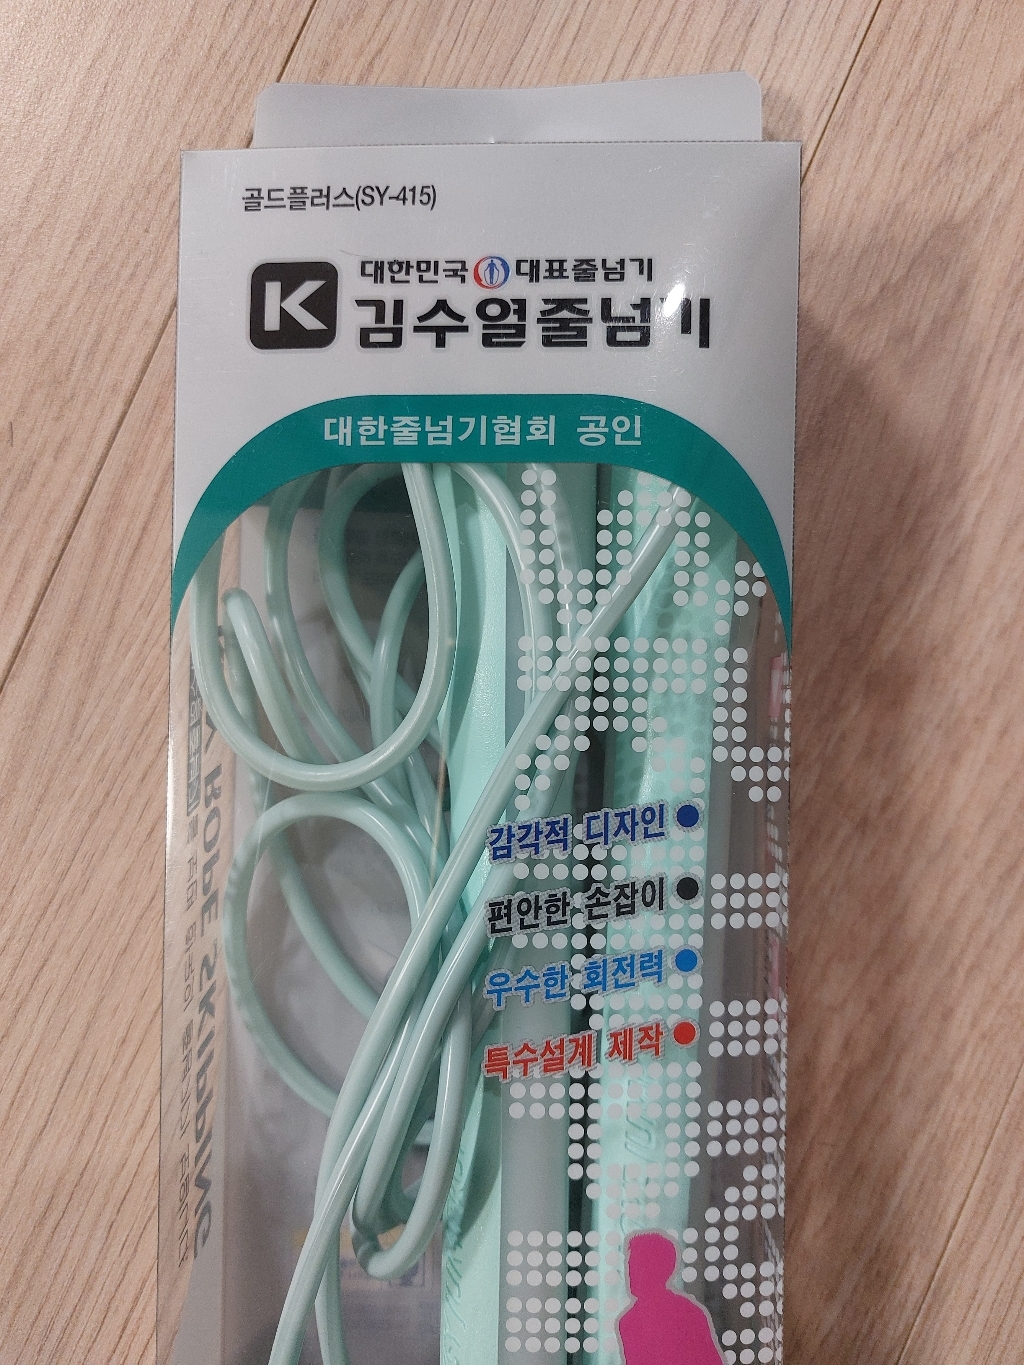 골드플러스(SY-415)
K
대한민국 대표줄넘기
김수열줄넘기
대한줄넘기협회 공인
감각적 디자인
편안한 손잡이
우수한 회전력
특수설계 제작